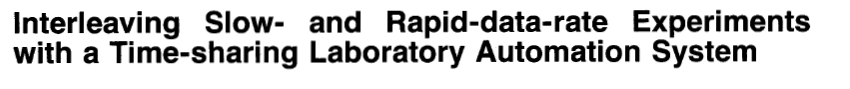 Interleaving Slow- and Rapid-data-rate Experiments
with a Time-sharing Laboratory Automation System